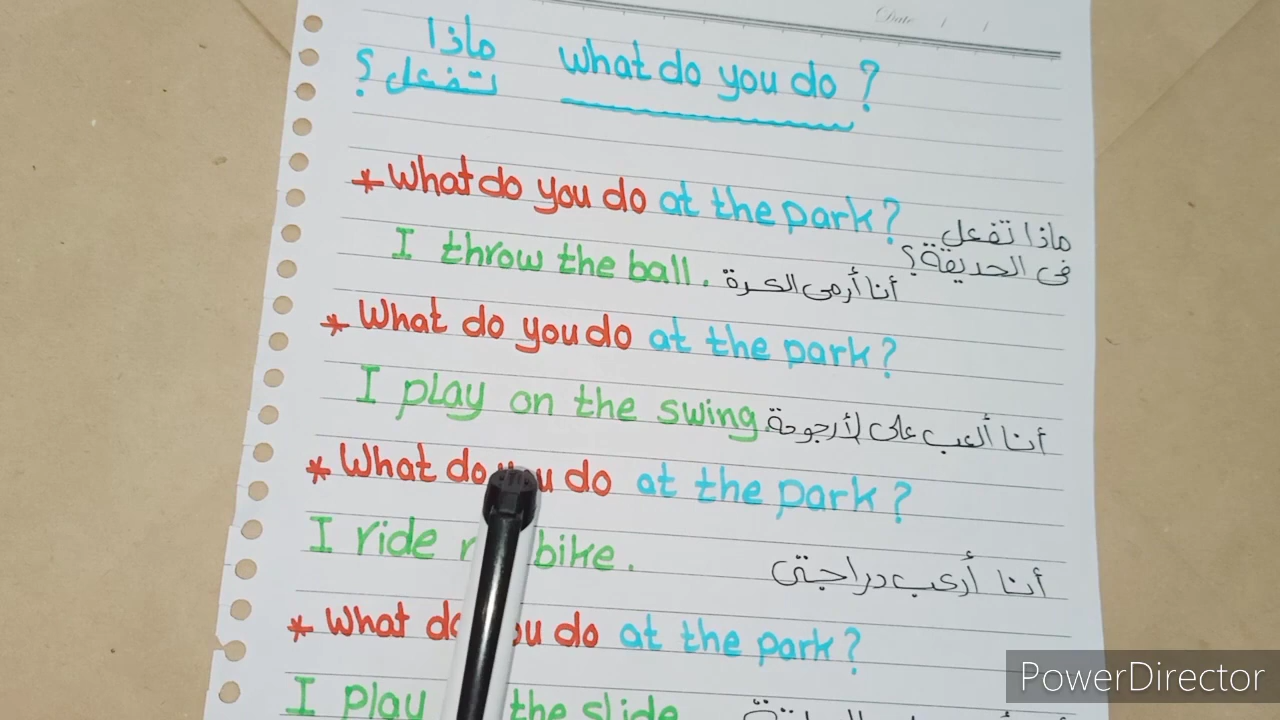 Date / /
ماذا what do you do ?
تفعل ؟
* What do you do at the park? ماذا تفعل
فى الحديقة؟
I throw the ball. أنا أرمى الكرة
* What do you do at the park?
I play on the swing أنا ألعب على الأرجوحة
* What do you do at the park?
I ride bike. أنا أركب دراجتى
* What do you do at the park?
I play the slide
PowerDirector